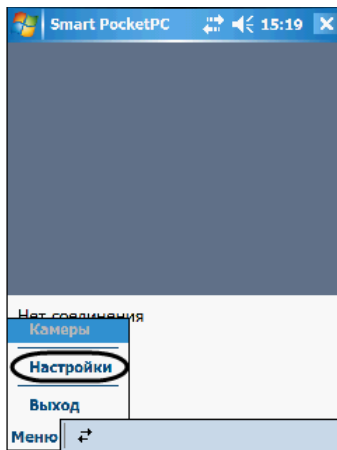 Smart PocketPC 15:19
Нет соединения
Камеры
Настройки
Выход
Меню